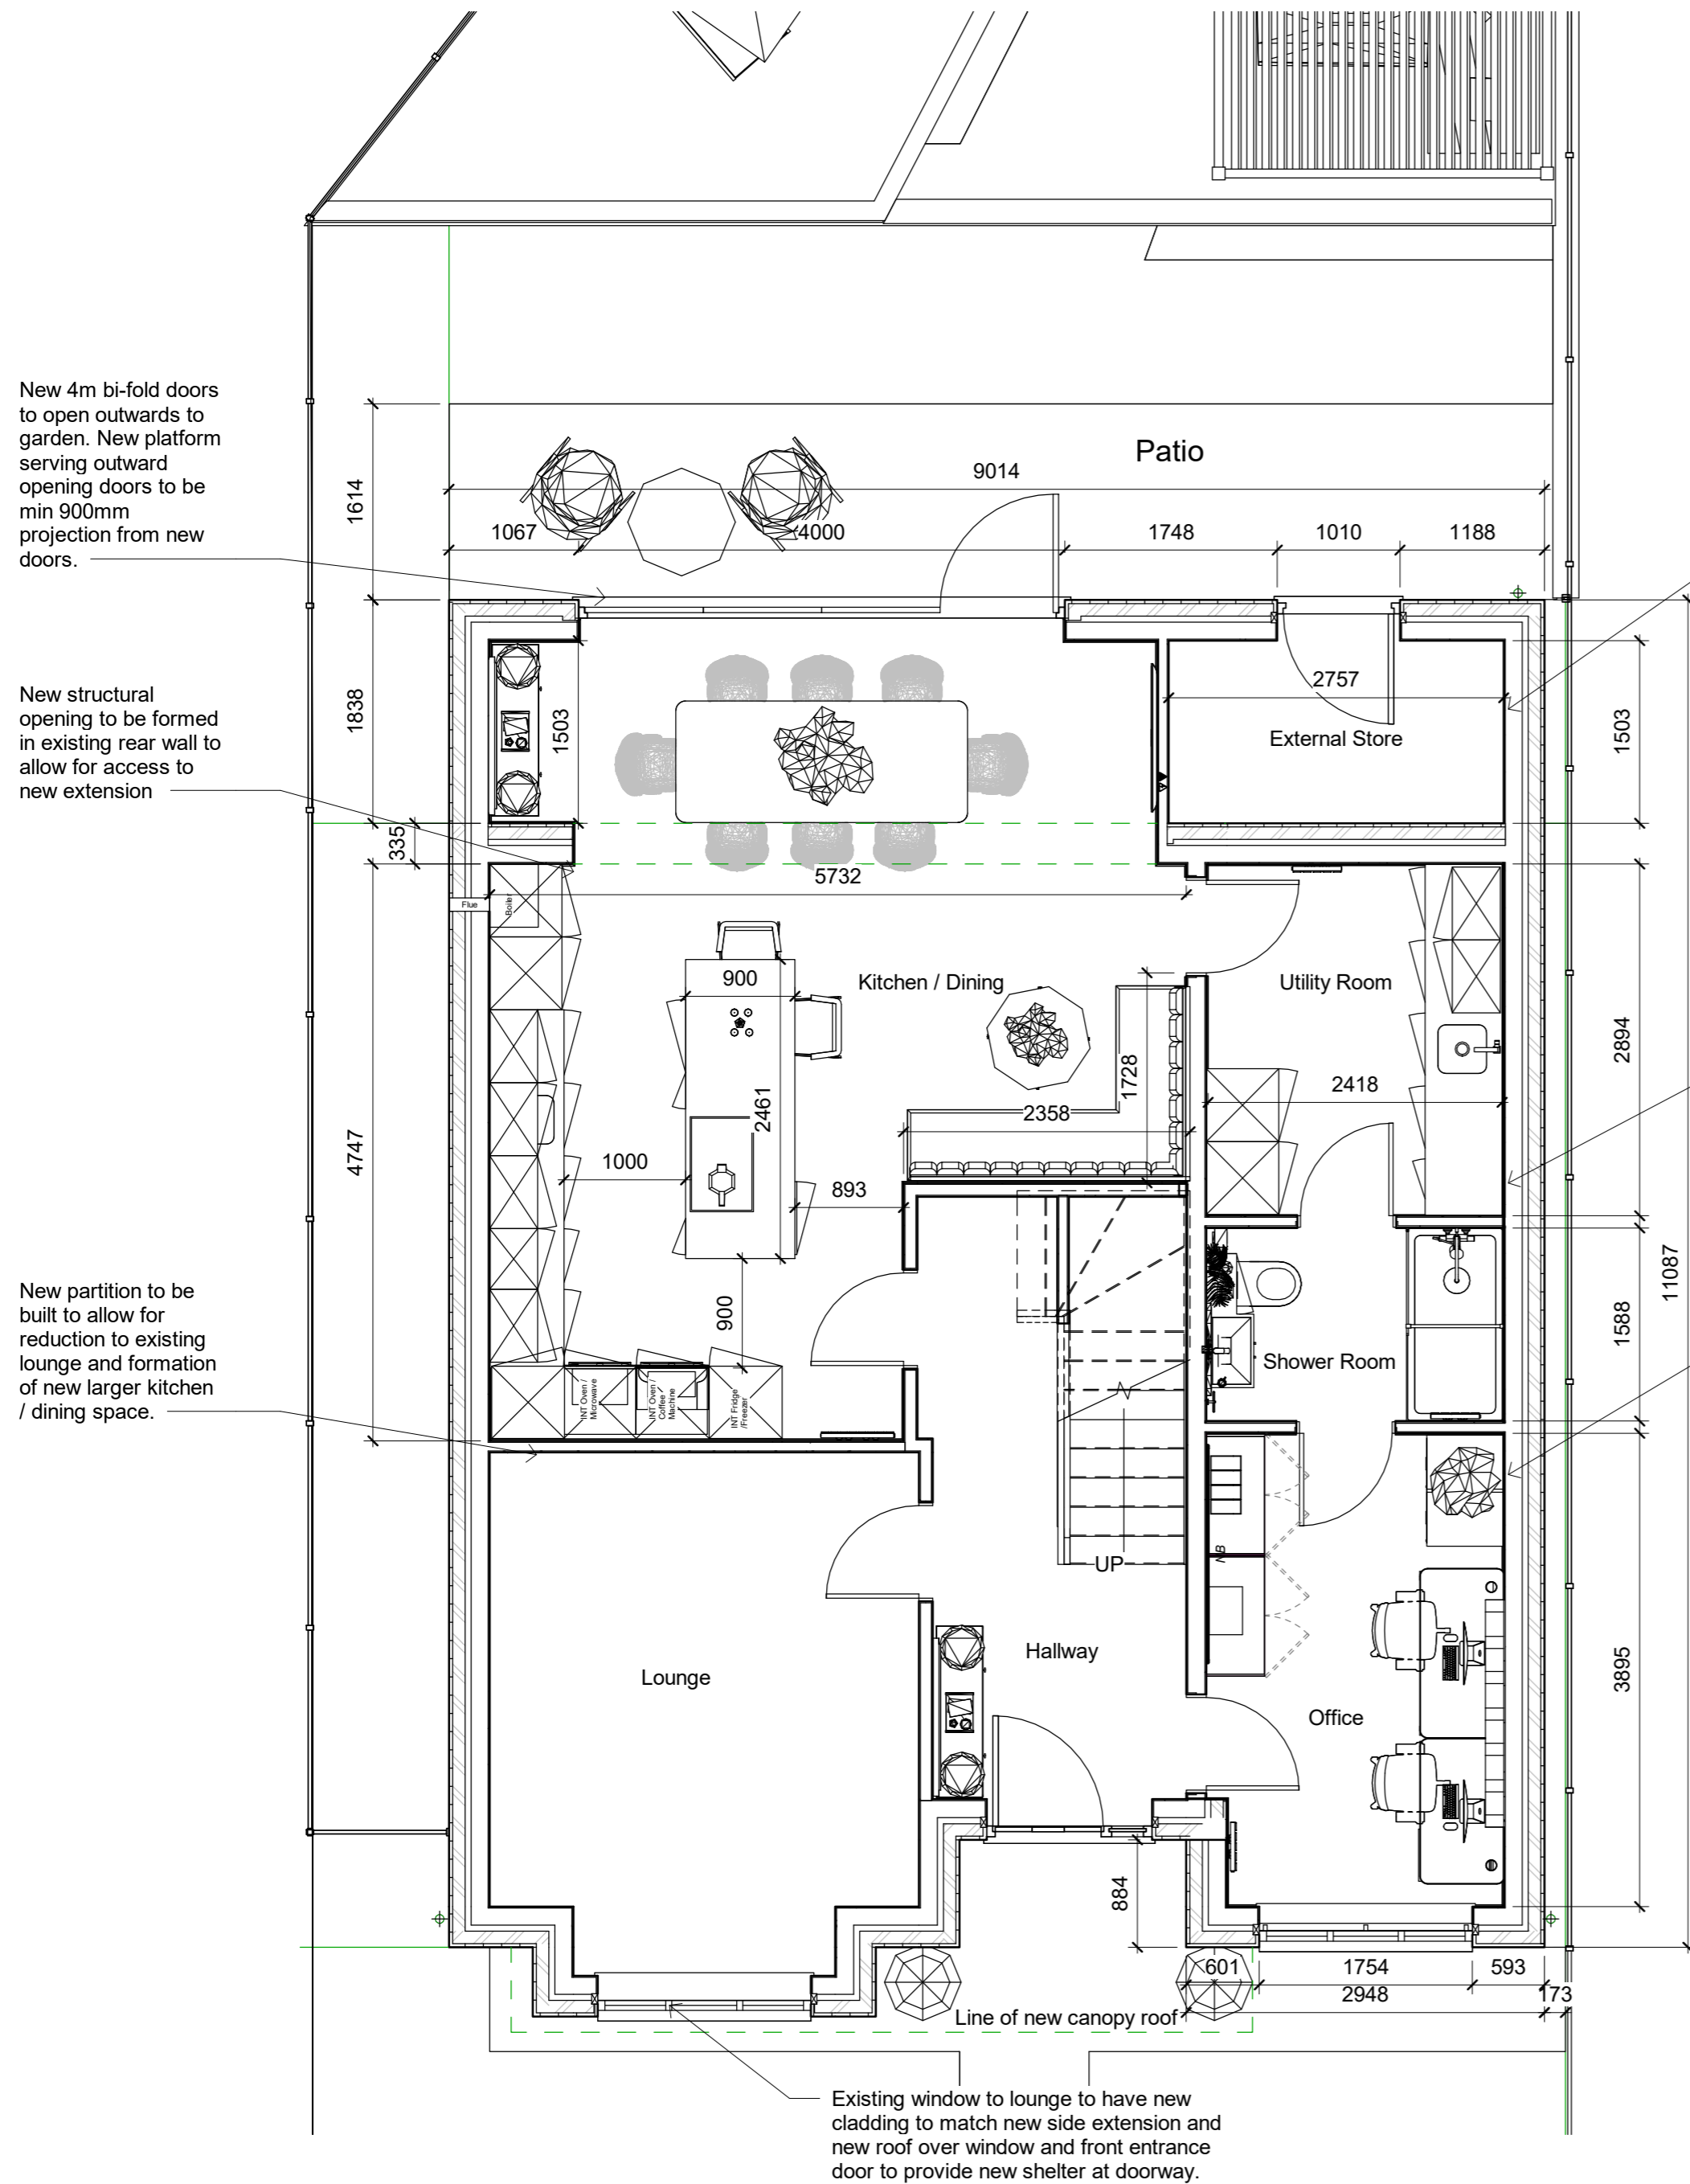 New 4m bi-fold doors
to open outwards to
garden. New platform
serving outward
opening doors to be
min 900mm
projection from new
doors.
Patio
9014
1614
1067
4000
1748
1010
1188
New structural
opening to be formed
in existing rear wall to
allow for access to
new extension
1838
1503
2757
External Store
1503
335
5732
Flue
Boiler
Kitchen / Dining
Utility Room
900
2461
1728
2358
2418
2894
4747
1000
893
900
11087
New partition to be
built to allow for
reduction to existing
lounge and formation
of new larger kitchen
/ dining space.
INT Oven /
Microwave
INT Oven /
Coffee
Machine
INT Fridge
/Freezer
Shower Room
1588
UP
Lounge
Hallway
Office
3895
884
601
1754
593
2948
173
Line of new canopy roof
Existing window to lounge to have new
cladding to match new side extension and
new roof over window and front entrance
door to provide new shelter at doorway.